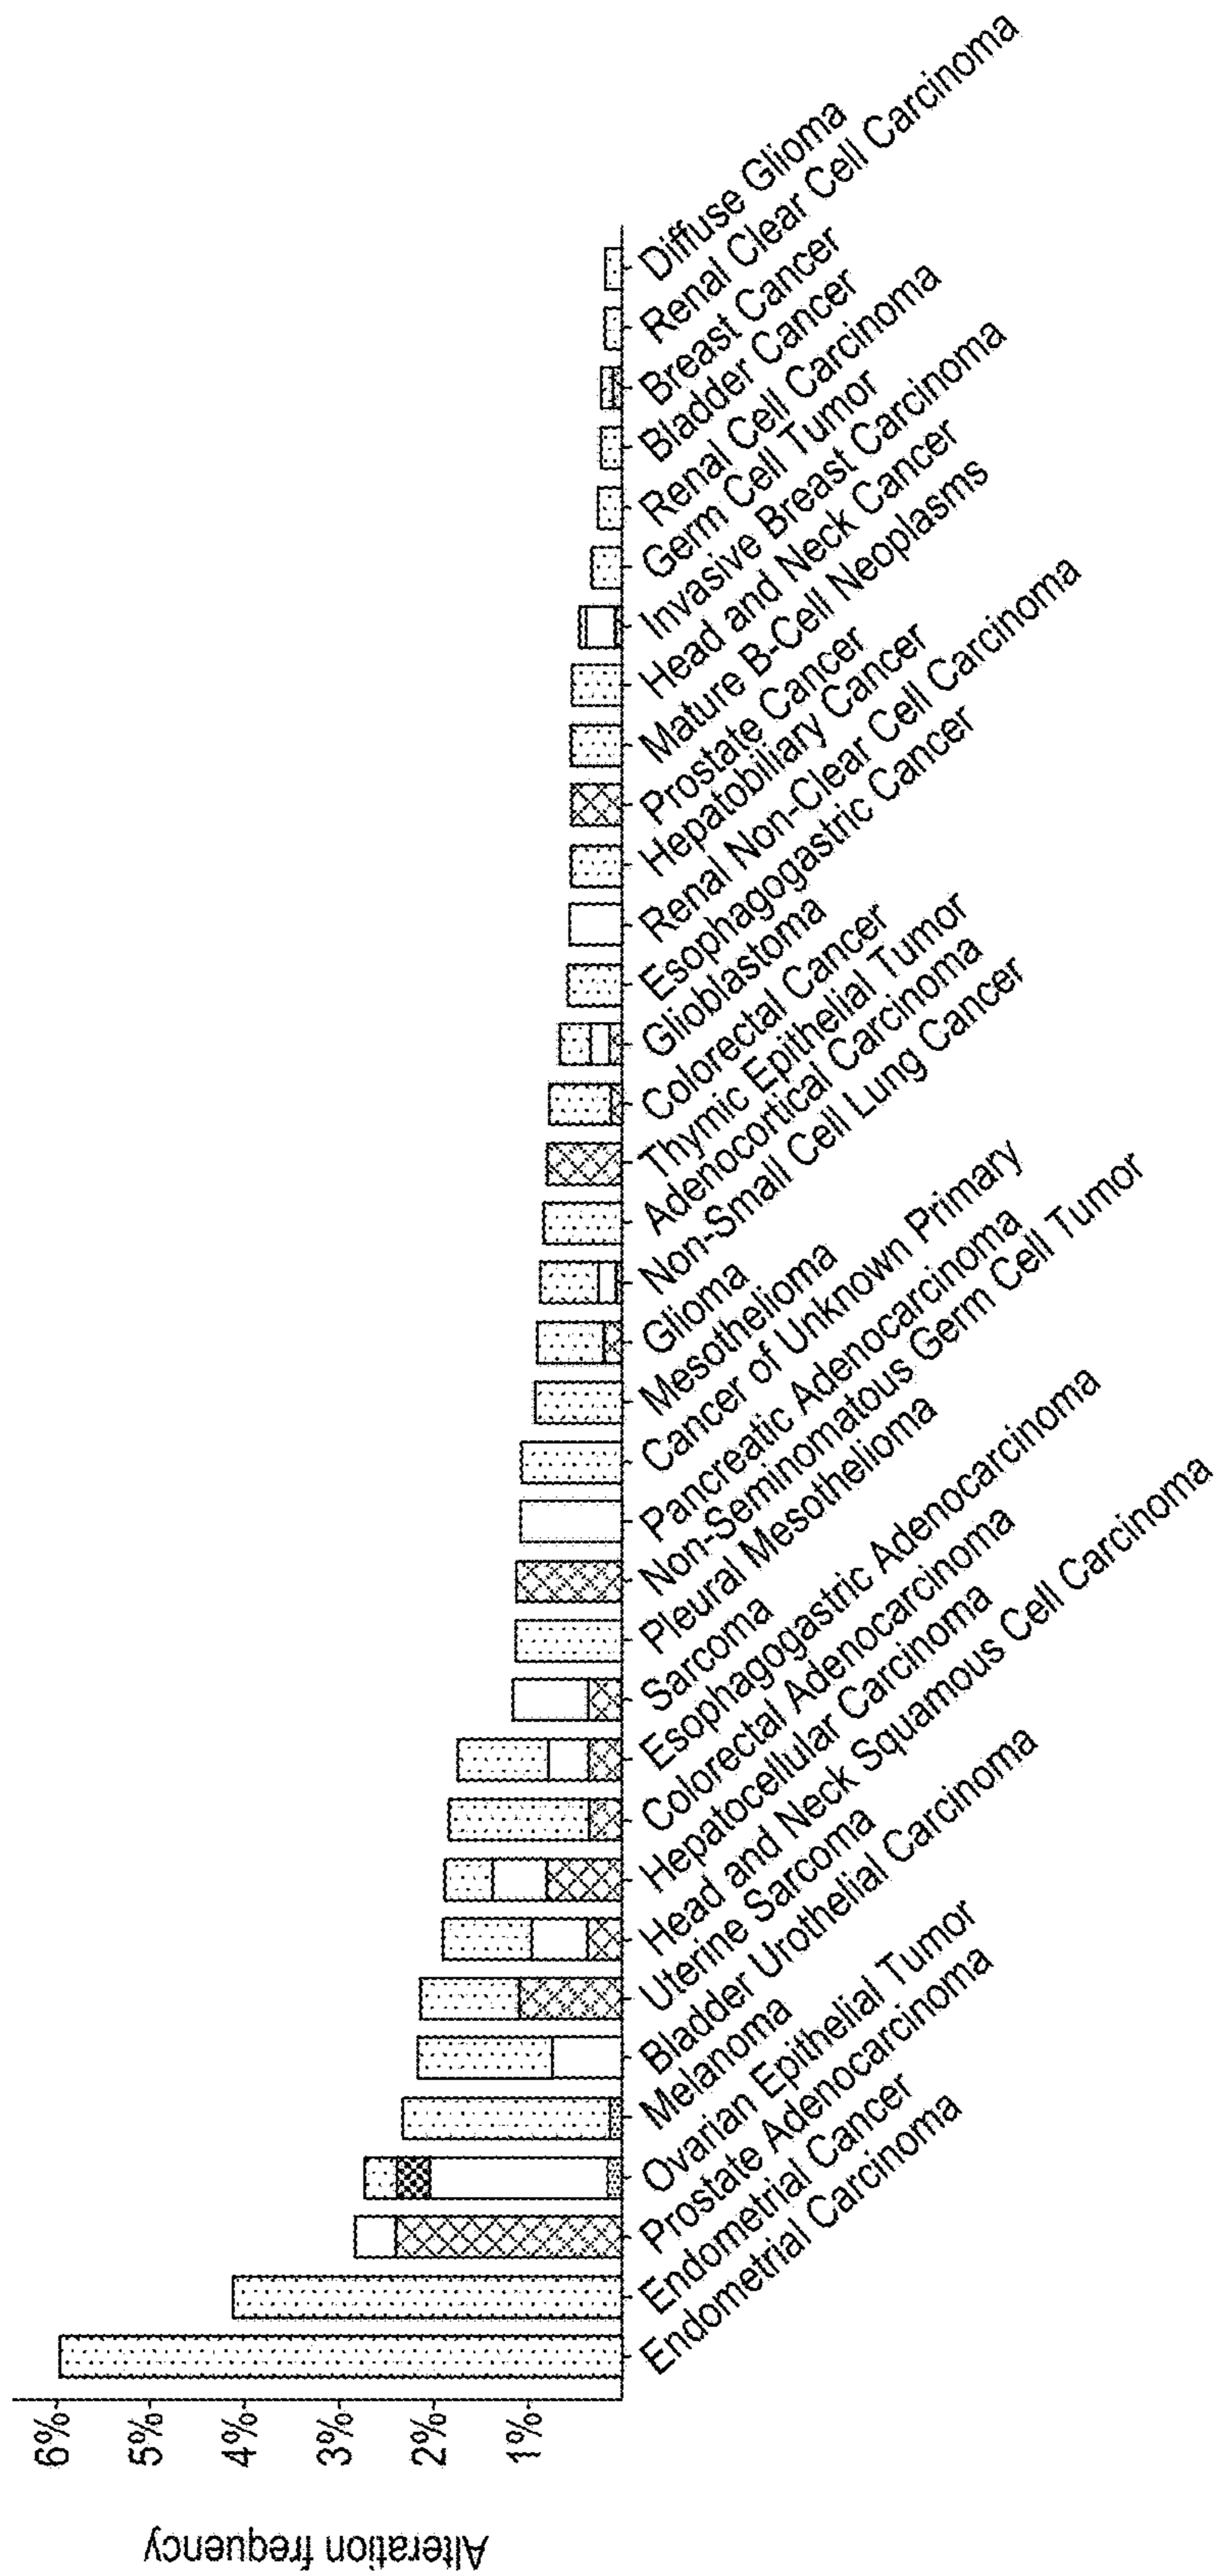 Alteration frequency
6%
5%
4%
3%
2%
1%
Endometrial Carcinoma
Endometrial Cancer
Prostate Adenocarcinoma
Ovarian Epithelial Tumor
Melanoma
Bladder Urothelial Carcinoma
Uterine Sarcoma
Head and Neck Squamous Cell Carcinoma
Hepatocellular Carcinoma
Colorectal Adenocarcinoma
Esophagogastric Adenocarcinoma
Sarcoma
Pleural Mesothelioma
Non-Seminomatous Germ Cell Tumor
Pancreatic Adenocarcinoma
Cancer of Unknown Primary
Mesothelioma
Glioma
Non-Small Cell Lung Cancer
Adenocortical Carcinoma
Thymic Epithelial Tumor
Colorectal Cancer
Glioblastoma
Esophagogastric Cancer
Renal Non-Clear Cell Carcinoma
Hepatobiliary Cancer
Prostate Cancer
Mature B-Cell Neoplasms
Head and Neck Cancer
Invasive Breast Carcinoma
Germ Cell Tumor
Renal Cell Carcinoma
Bladder Cancer
Breast Cancer
Renal Clear Cell Carcinoma
Diffuse Glioma